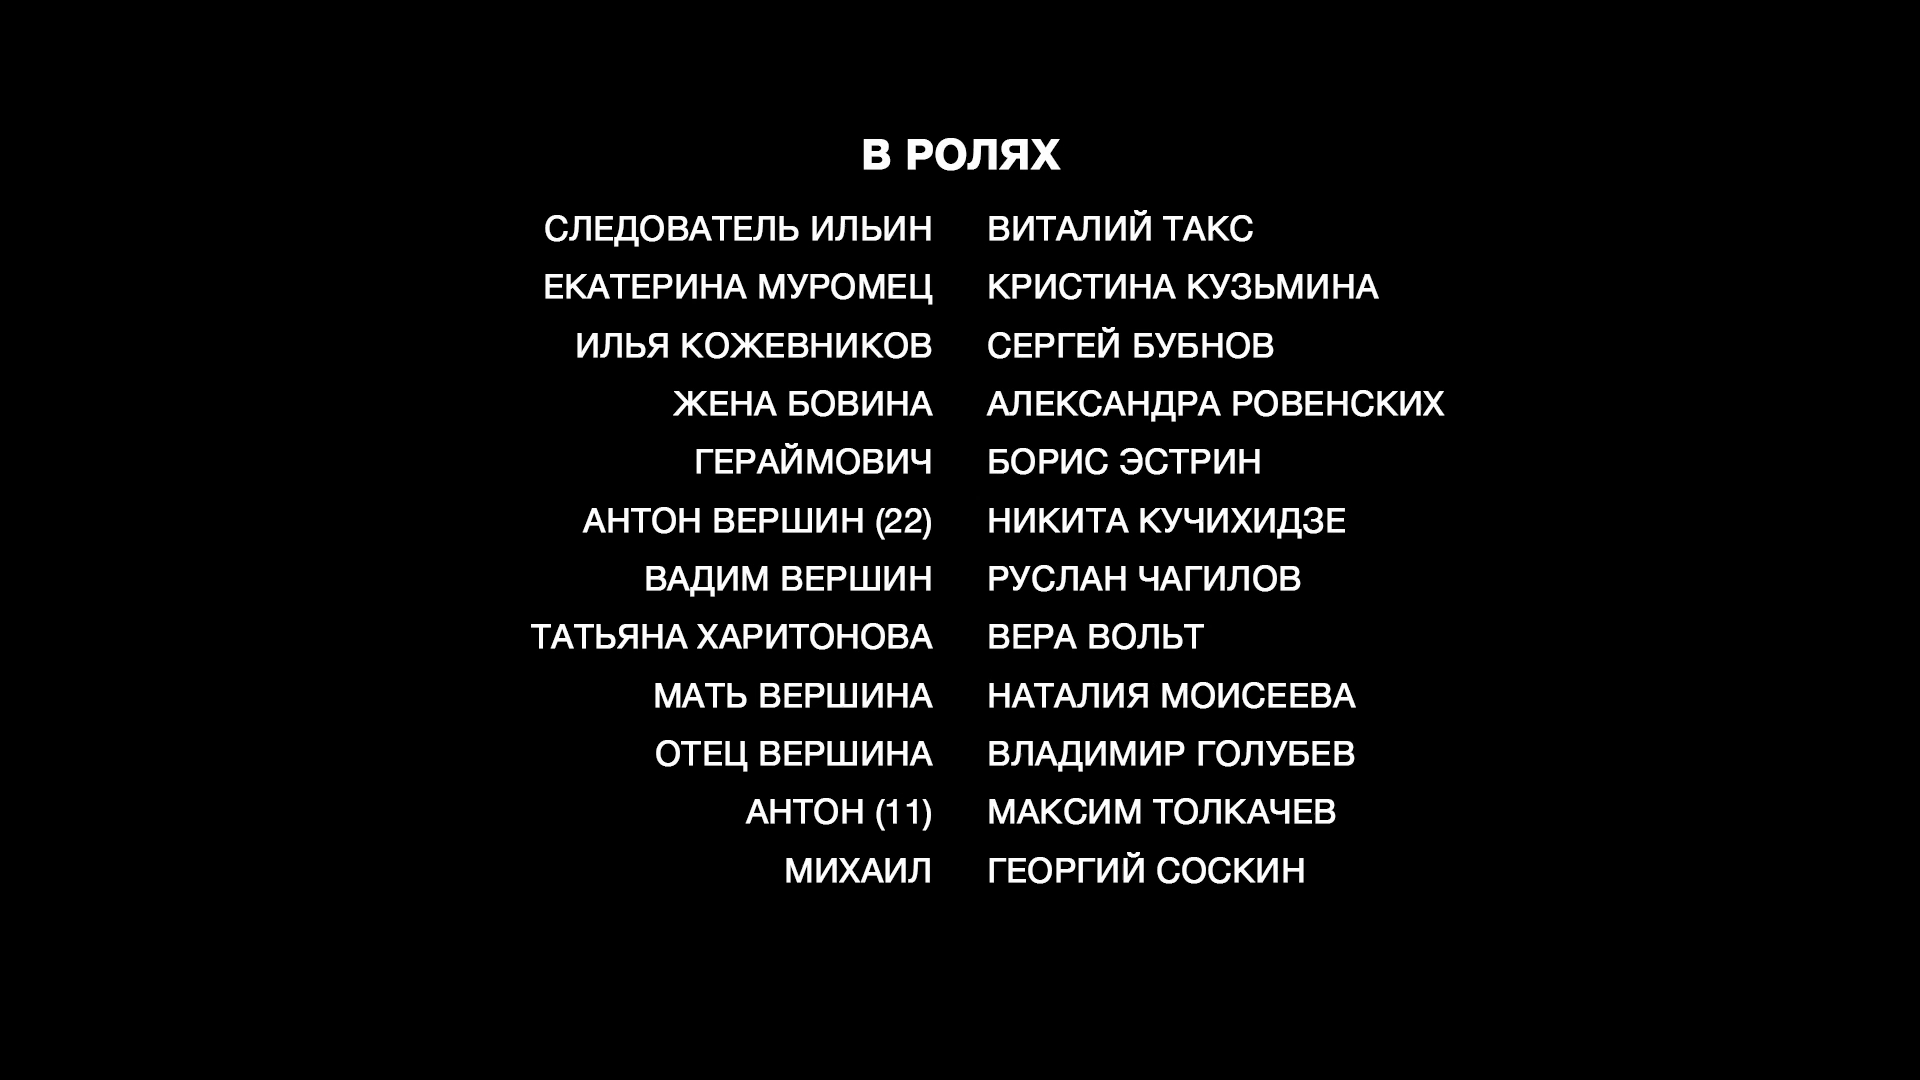 В РОЛЯХ
СЛЕДОВАТЕЛЬ ИЛЬИН ВИТАЛИЙ ТАКС
ЕКАТЕРИНА МУРОМЕЦ КРИСТИНА КУЗЬМИНА
ИЛЬЯ КОЖЕВНИКОВ СЕРГЕЙ БУБНОВ
ЖЕНА БОВИНА АЛЕКСАНДРА РОВЕНСКИХ
ГЕРАЙМОВИЧ БОРИС ЭСТРИН
АНТОН ВЕРШИН (22) НИКИТА КУЧИХИДЗЕ
ВАДИМ ВЕРШИН РУСЛАН ЧАГИЛОВ
ТАТЬЯНА ХАРИТОНОВА ВЕРА ВОЛЬТ
МАТЬ ВЕРШИНА НАТАЛИЯ МОИСЕЕВА
ОТЕЦ ВЕРШИНА ВЛАДИМИР ГОЛУБЕВ
АНТОН (11) МАКСИМ ТОЛКАЧЕВ
МИХАИЛ ГЕОРГИЙ СОСКИН